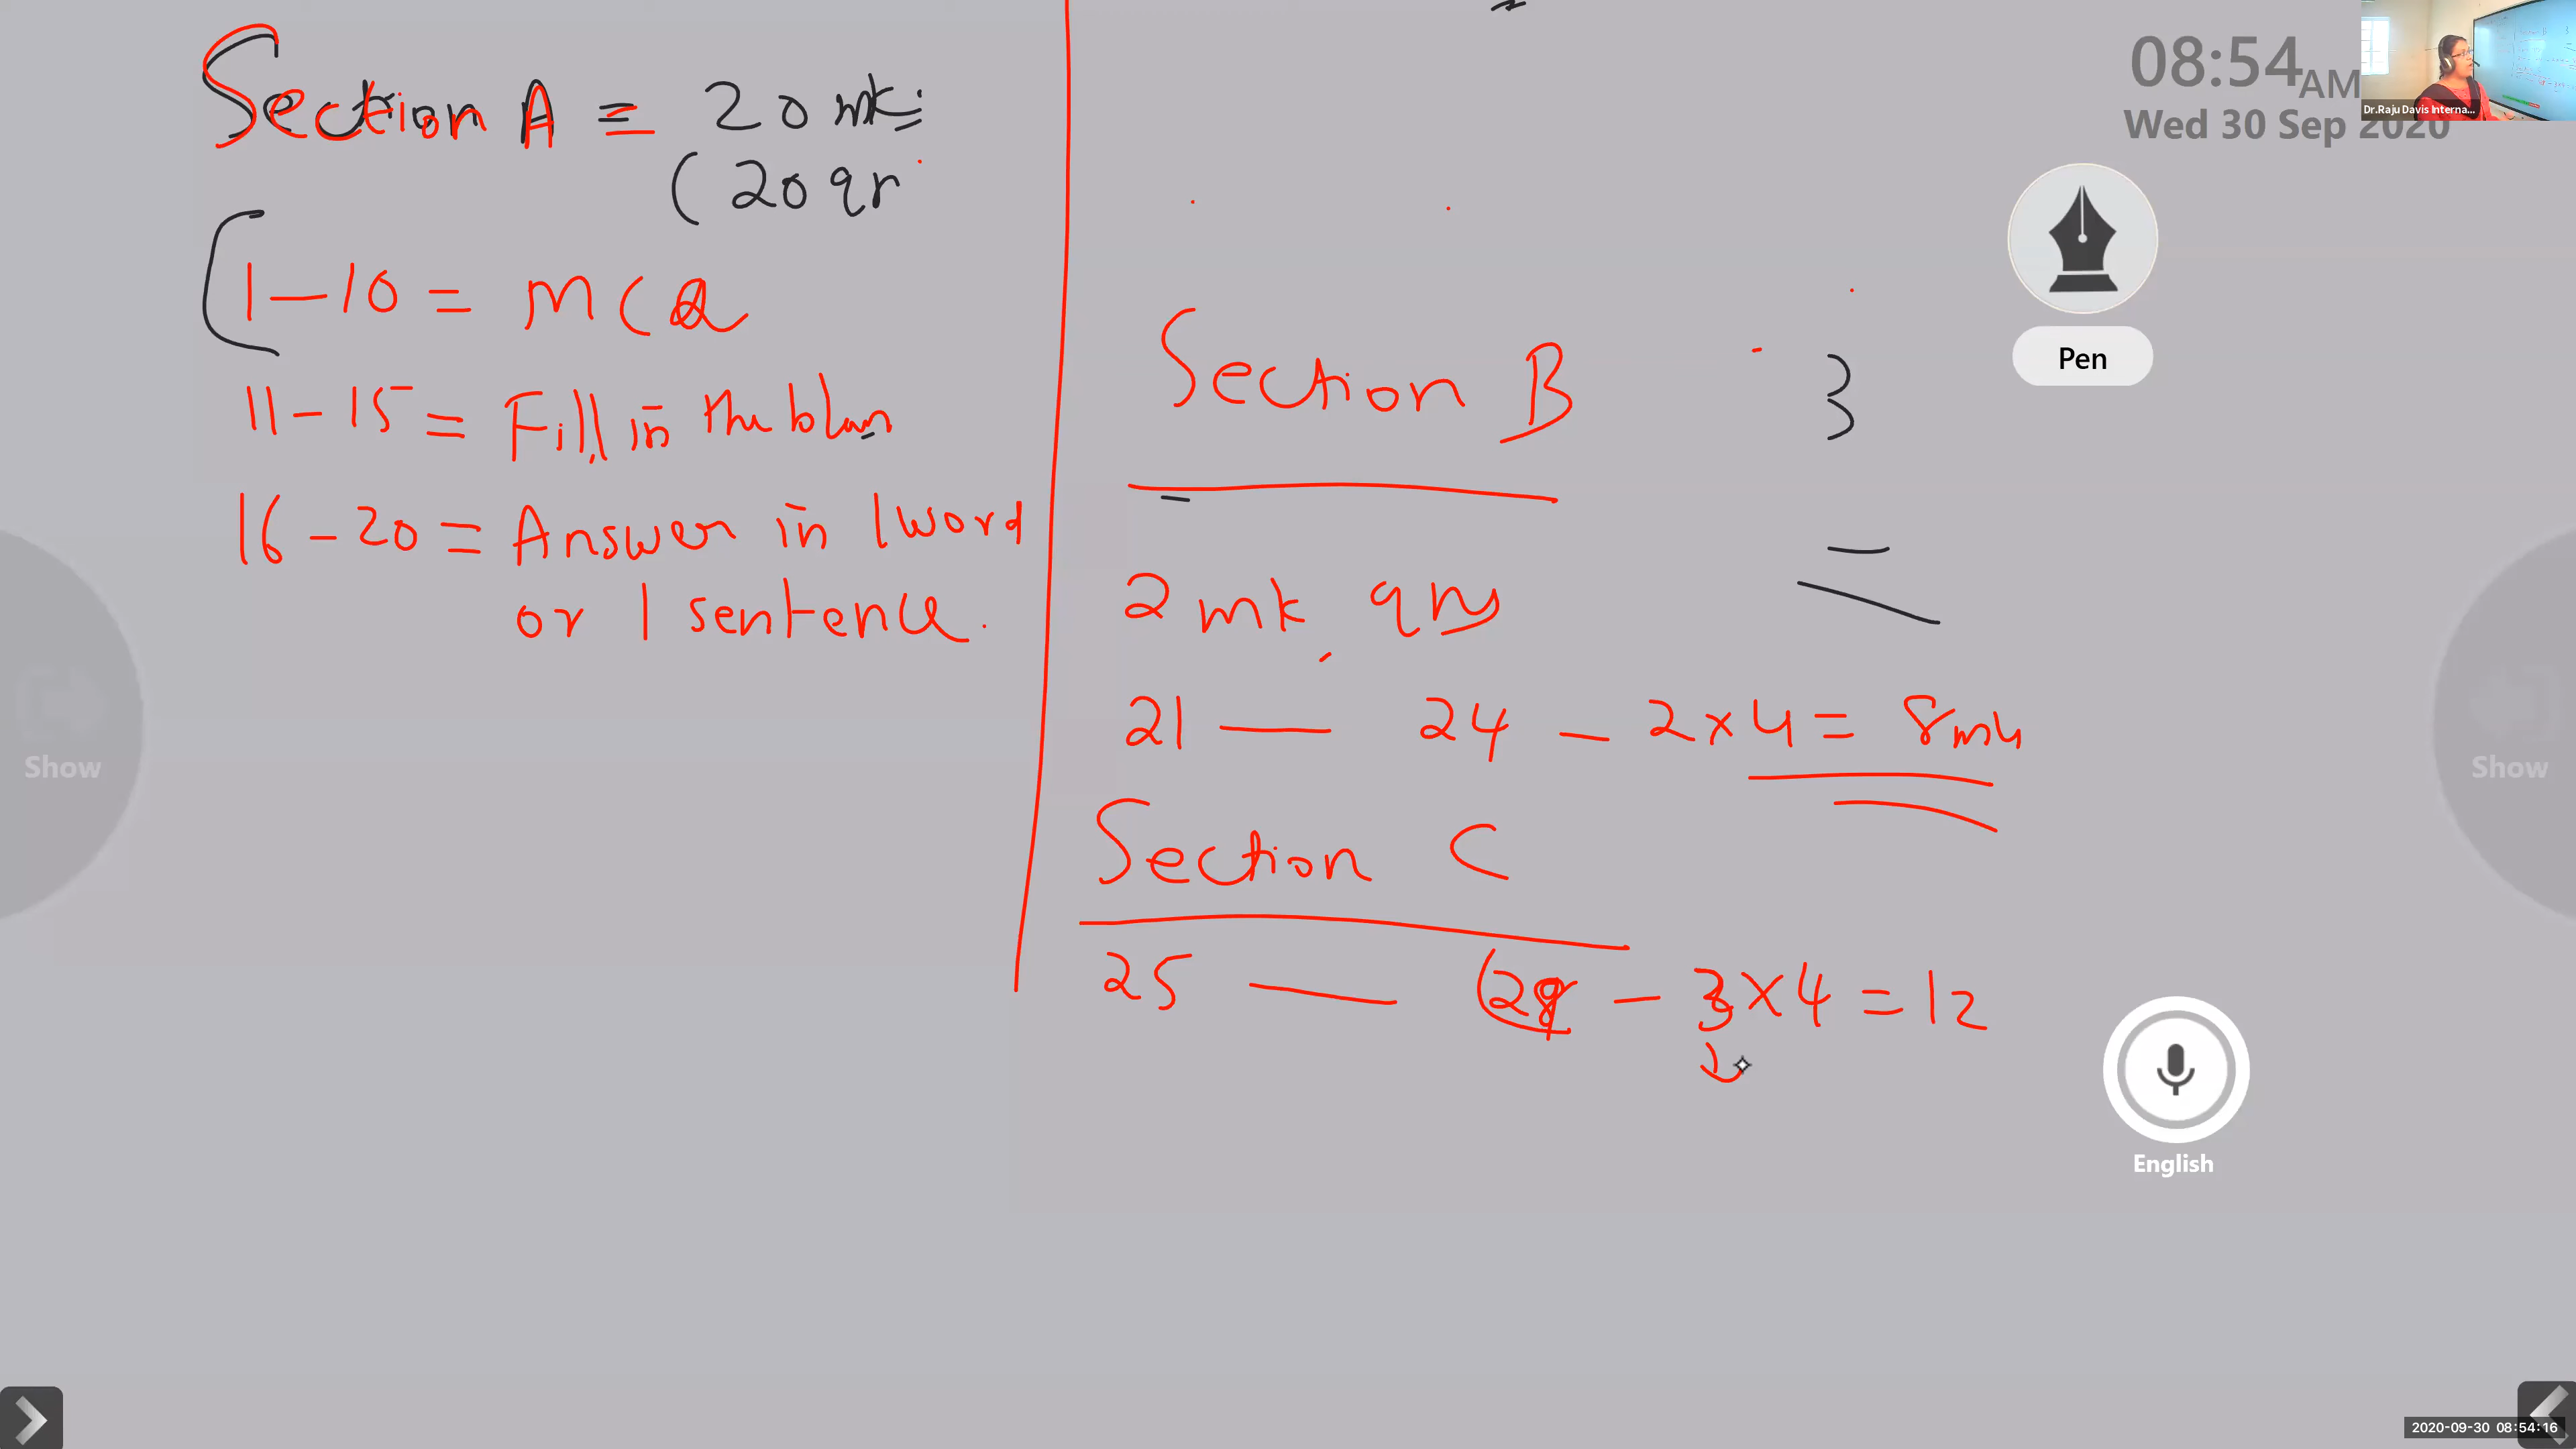 Section A = 20 mk
(20 qr
1 – 10 = MCQ
11 – 15 = Fill in the blan
16 – 20 = Answer in 1 word
or 1 sentence.
Section B
3
2 mk qns
21 — 24 – 2 x 4 = 8 mk
Section C
25 — – 3 x 4 = 12
08:54 AM
Wed 30 Sep 2020
Dr.Raju Davis Interna...
Pen
Show
Show
English
2020-09-30 08:54:16